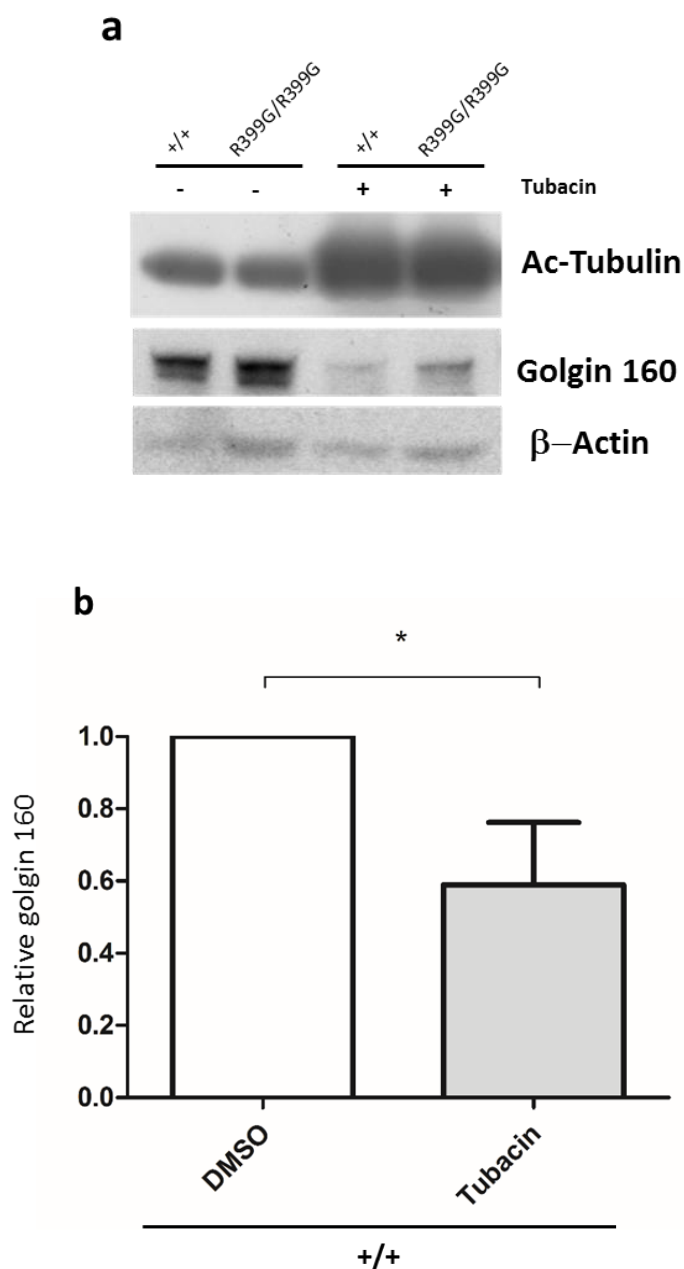 a
+/+ R399G/R399G +/+ R399G/R399G
- - + + Tubacin
Ac-Tubulin
Golgin 160
β–Actin
b
*
1.0
0.8
0.6
0.4
0.2
0.0
Relative golgin 160
DMSO Tubacin
+/+